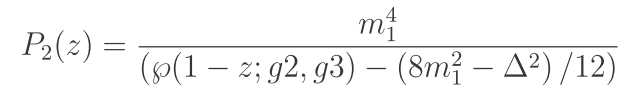 P_2(z) = \frac{m_1^4}{(\wp(1 - z; g2, g3) - (8m_1^2 - \Delta^2) / 12)}